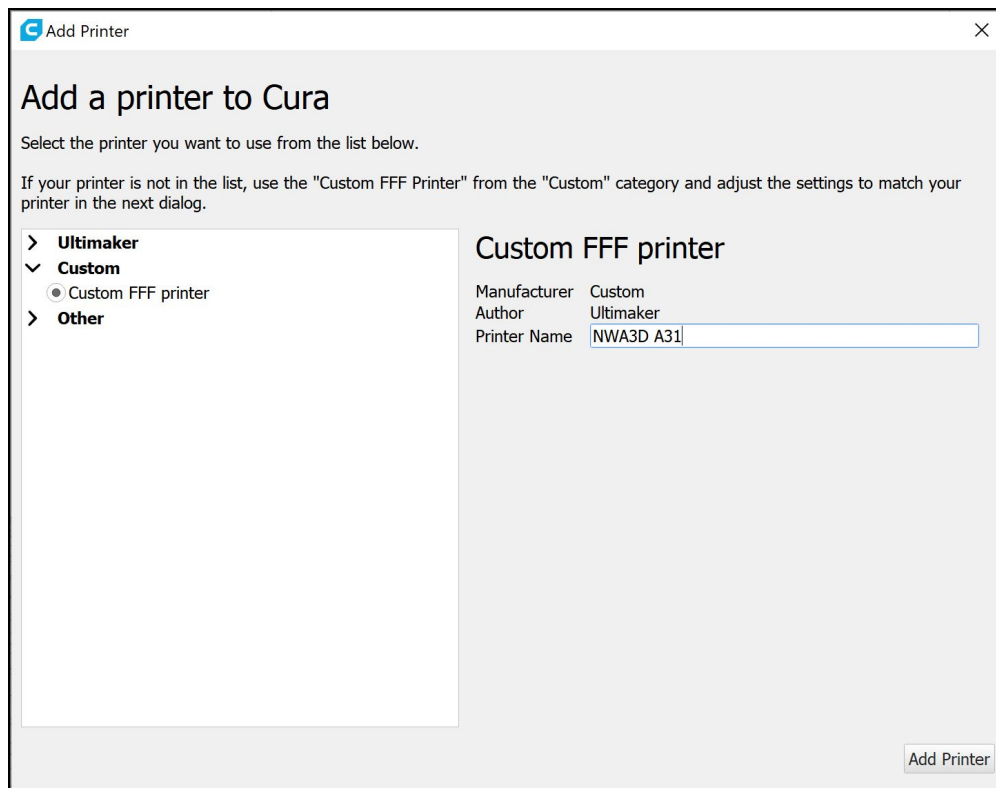 Add Printer
Add a printer to Cura
Select the printer you want to use from the list below.
If your printer is not in the list, use the "Custom FFF Printer" from the "Custom" category and adjust the settings to match your
printer in the next dialog.
Ultimaker
Custom
Custom FFF printer
Other
Custom FFF printer
Manufacturer Custom
Author Ultimaker
Printer Name NWA3D A31
Add Printer